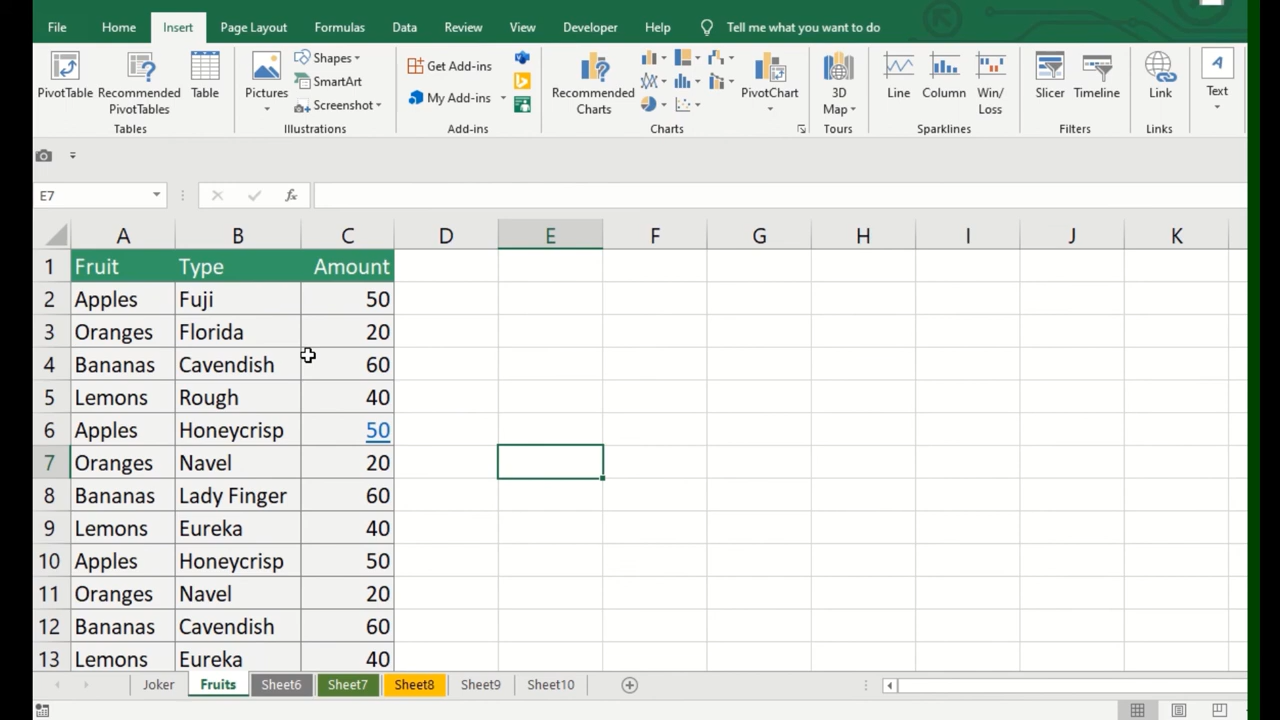 File Home Insert Page Layout Formulas Data Review View Developer Help Tell me what you want to do
PivotTable Recommended PivotTables Table Pictures Shapes SmartArt Screenshot Get Add-ins My Add-ins Recommended Charts PivotChart 3D Map Line Column Win/ Loss Slicer Timeline Link Text
Tables Illustrations Add-ins Charts Tours Sparklines Filters Links
E7 fx
A B C D E F G H I J K
1 Fruit Type Amount
2 Apples Fuji 50
3 Oranges Florida 20
4 Bananas Cavendish 60
5 Lemons Rough 40
6 Apples Honeycrisp 50
7 Oranges Navel 20
8 Bananas Lady Finger 60
9 Lemons Eureka 40
10 Apples Honeycrisp 50
11 Oranges Navel 20
12 Bananas Cavendish 60
13 Lemons Eureka 40
Joker Fruits Sheet6 Sheet7 Sheet8 Sheet9 Sheet10